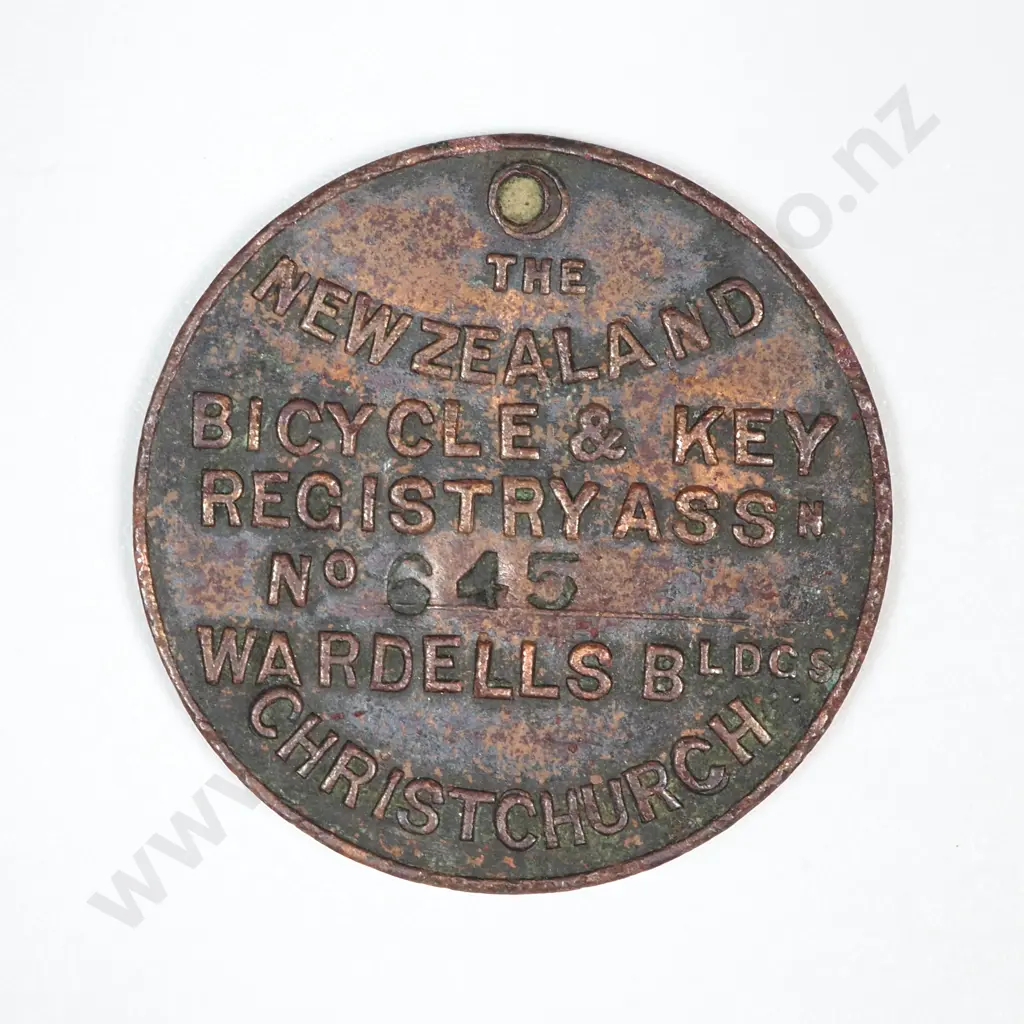 THE
NEW ZEALAND
BICYCLE & KEY
REGISTRY ASSN
No 645
WARDELLS BLDGS
CHRISTCHURCH